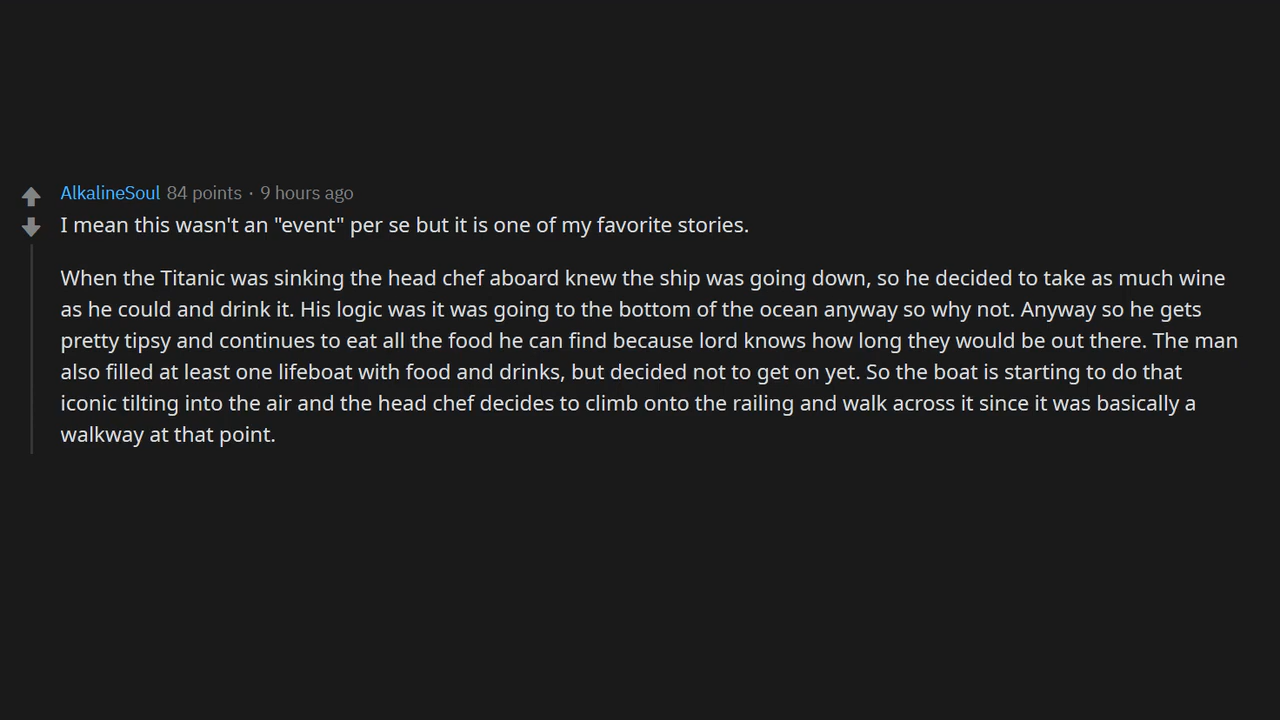 AlkalineSoul 84 points · 9 hours ago
I mean this wasn't an "event" per se but it is one of my favorite stories.
When the Titanic was sinking the head chef aboard knew the ship was going down, so he decided to take as much wine
as he could and drink it. His logic was it was going to the bottom of the ocean anyway so why not. Anyway so he gets
pretty tipsy and continues to eat all the food he can find because lord knows how long they would be out there. The man
also filled at least one lifeboat with food and drinks, but decided not to get on yet. So the boat is starting to do that
iconic tilting into the air and the head chef decides to climb onto the railing and walk across it since it was basically a
walkway at that point.